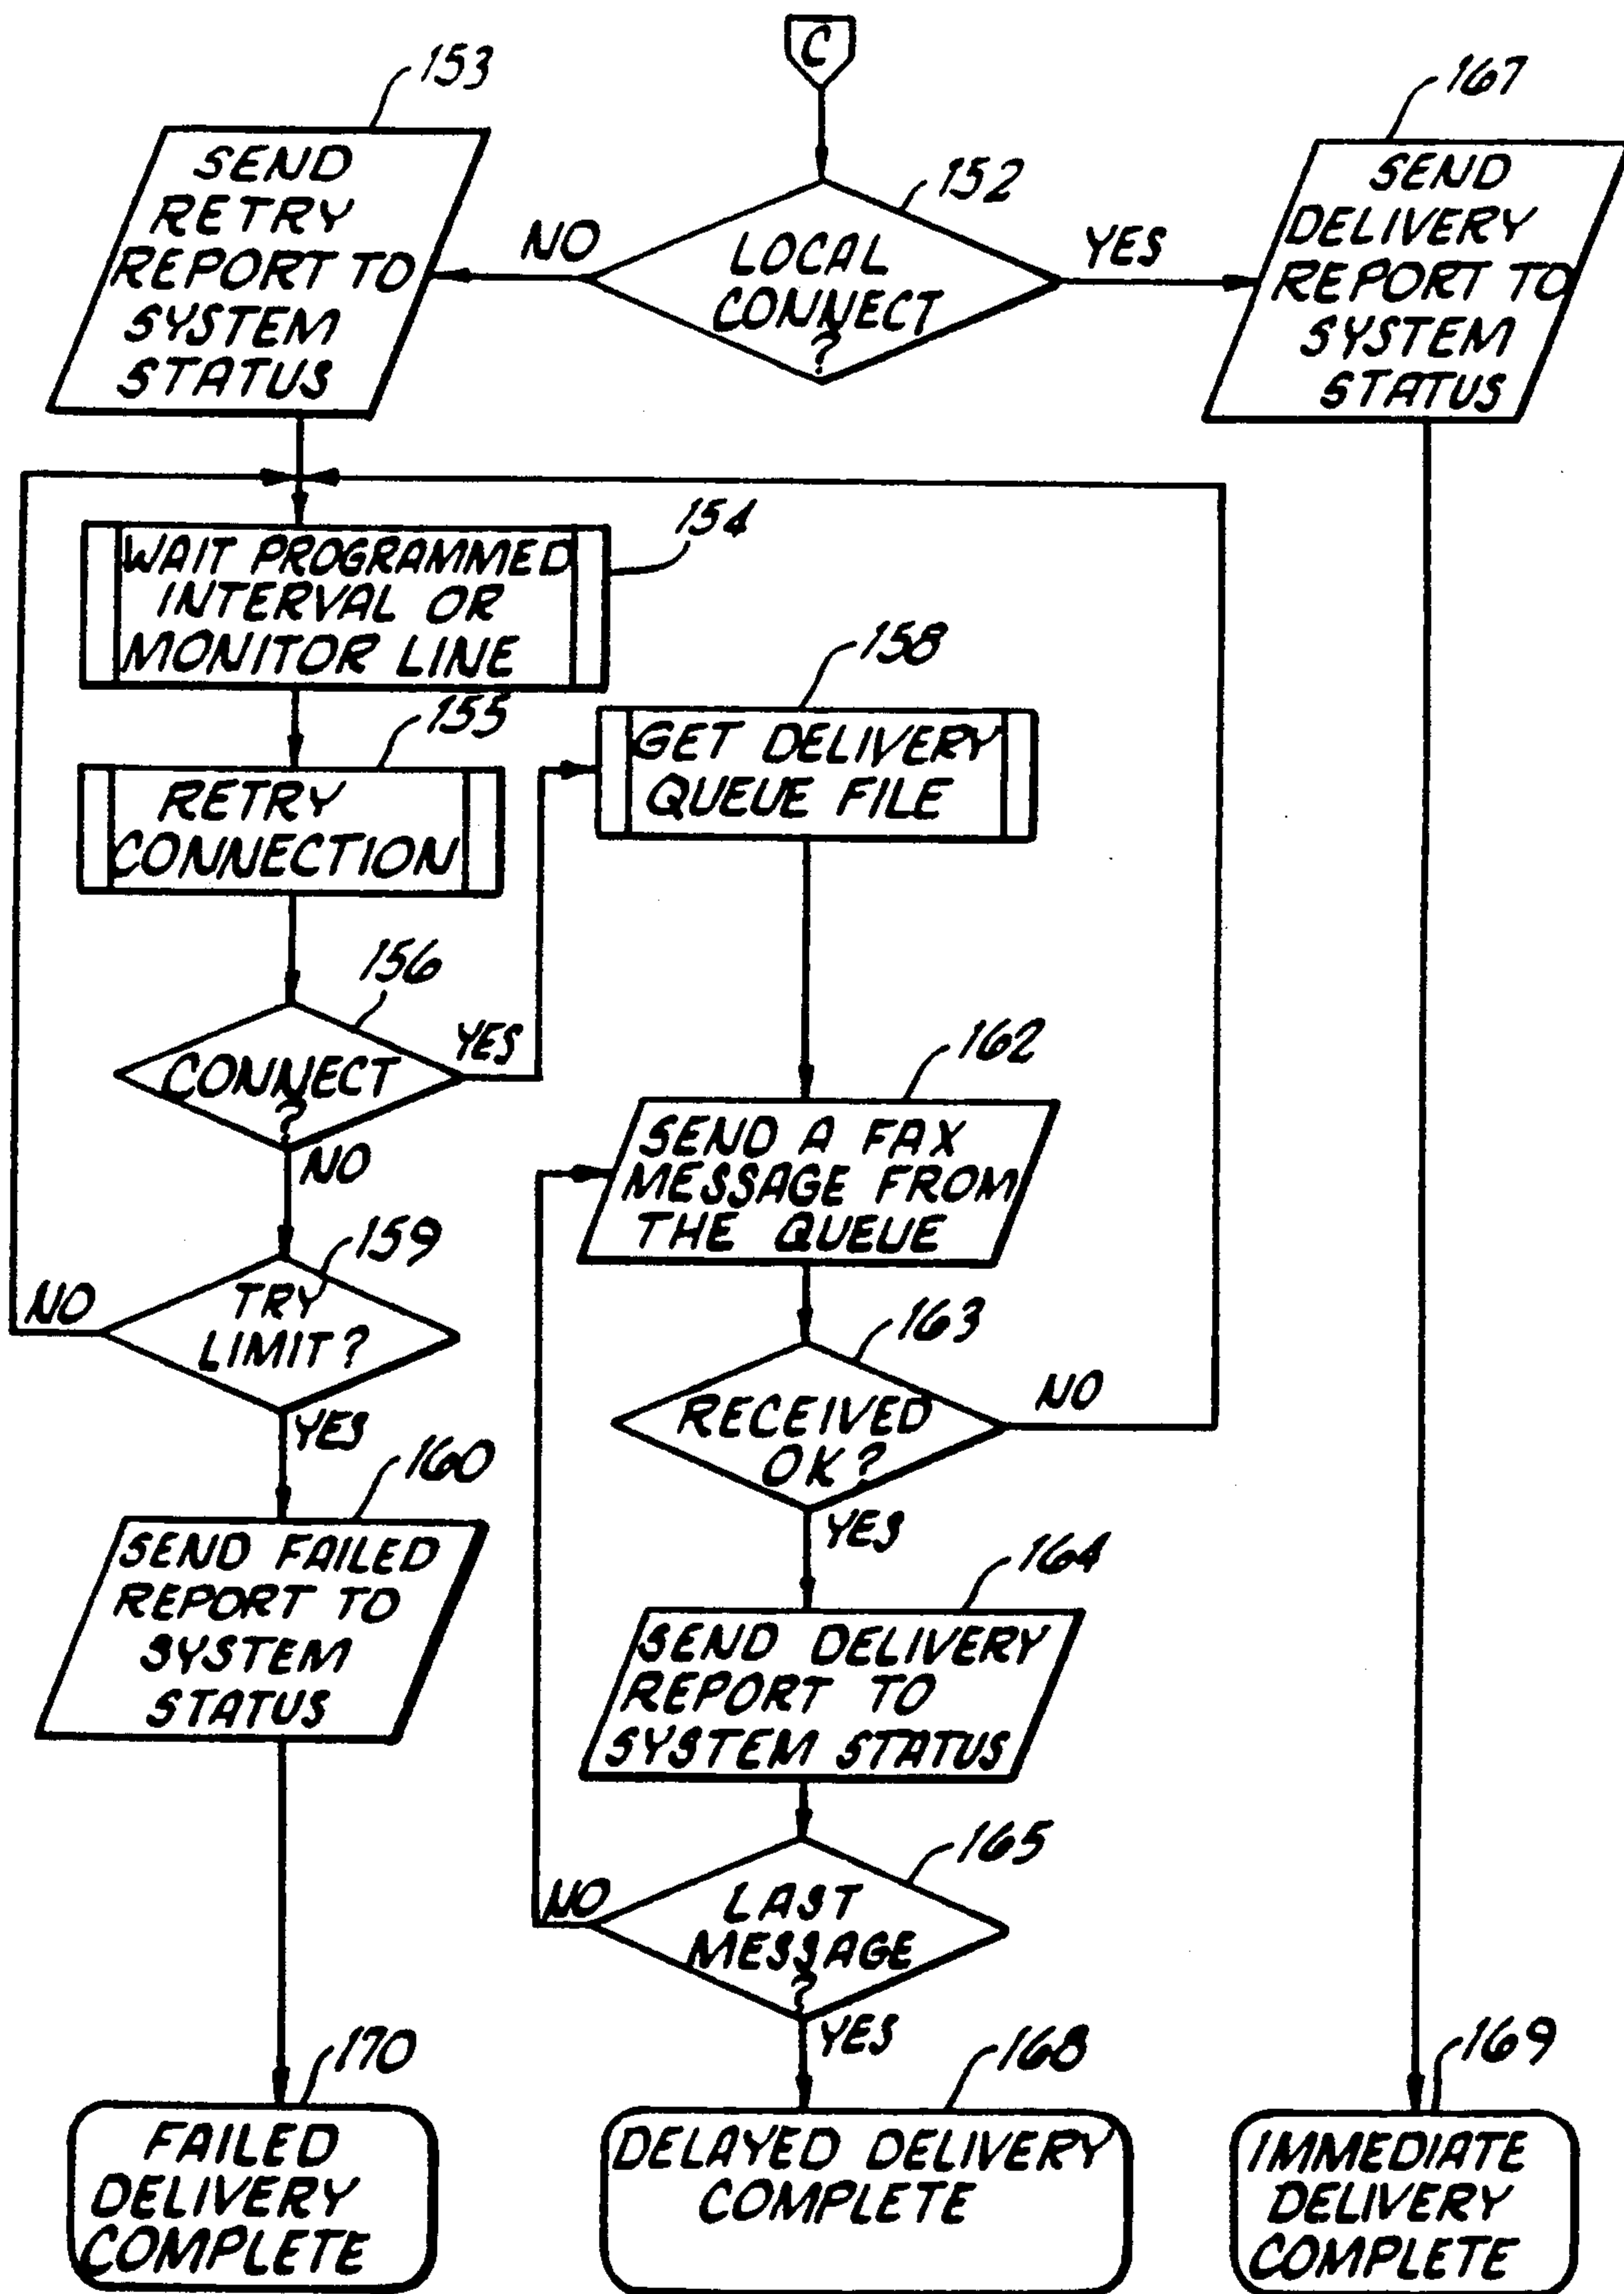 C
153
SEND
RETRY
REPORT TO
SYSTEM
STATUS
NO
152
LOCAL
CONNECT
?
YES
167
SEND
DELIVERY
REPORT TO
SYSTEM
STATUS
154
WAIT PROGRAMMED
INTERVAL OR
MONITOR LINE
155
RETRY
CONNECTION
158
GET DELIVERY
QUEUE FILE
156
CONNECT
?
YES
NO
162
SEND A FAX
MESSAGE FROM
THE QUEUE
159
TRY
LIMIT?
NO
YES
163
RECEIVED
OK?
NO
YES
160
SEND FAILED
REPORT TO
SYSTEM
STATUS
164
SEND DELIVERY
REPORT TO
SYSTEM STATUS
165
LAST
MESSAGE
?
NO
YES
170
FAILED
DELIVERY
COMPLETE
168
DELAYED DELIVERY
COMPLETE
169
IMMEDIATE
DELIVERY
COMPLETE